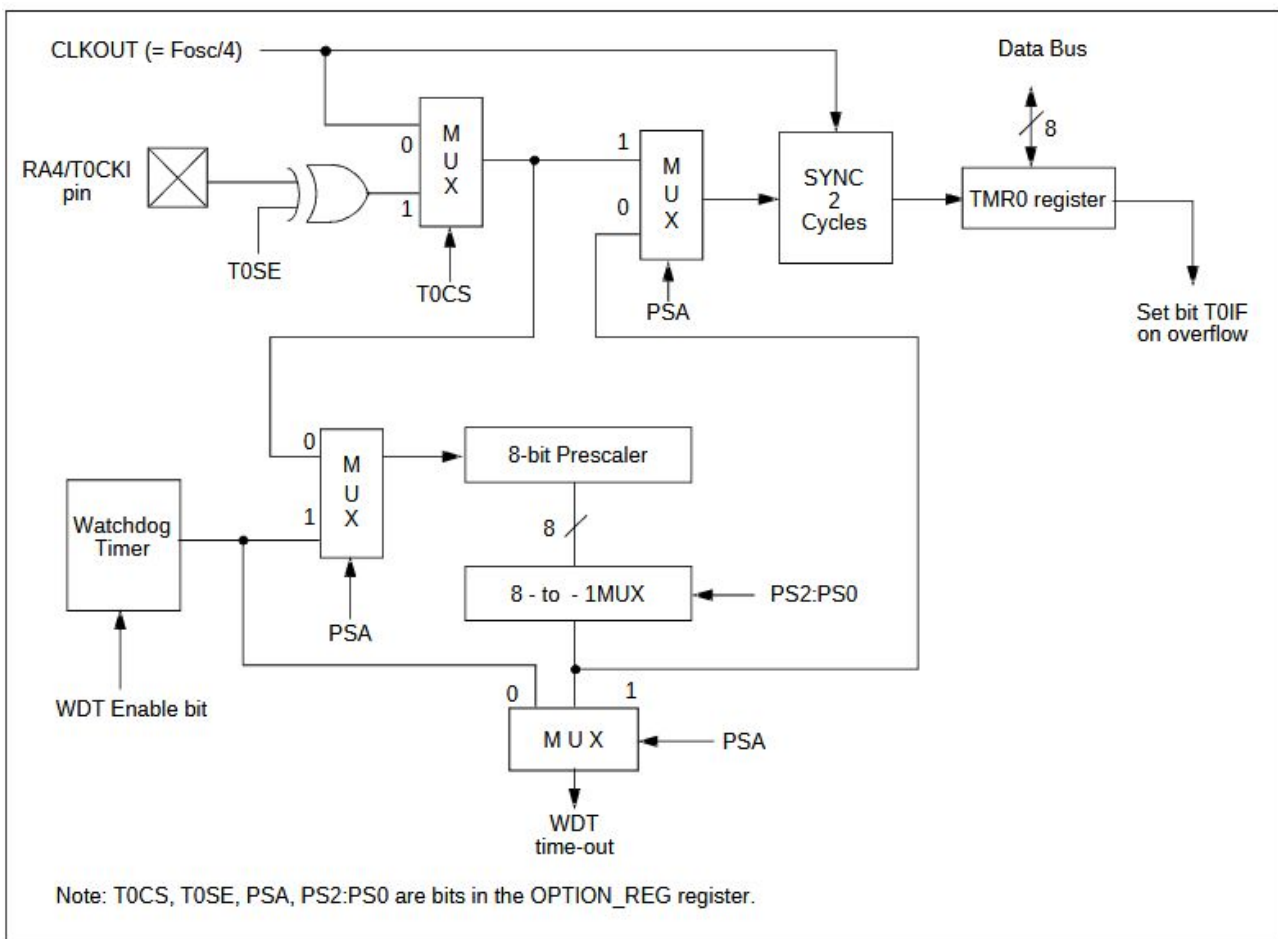 CLKOUT (= Fosc/4)
Data Bus
8
RA4/T0CKI
pin
0
1
M
U
X
T0SE
T0CS
1
0
M
U
X
PSA
SYNC
2
Cycles
TMR0 register
Set bit T0IF
on overflow
0
1
M
U
X
PSA
8-bit Prescaler
8
Watchdog
Timer
WDT Enable bit
8 - to - 1MUX
PS2:PS0
0
1
M U X
PSA
WDT
time-out
Note: T0CS, T0SE, PSA, PS2:PS0 are bits in the OPTION_REG register.